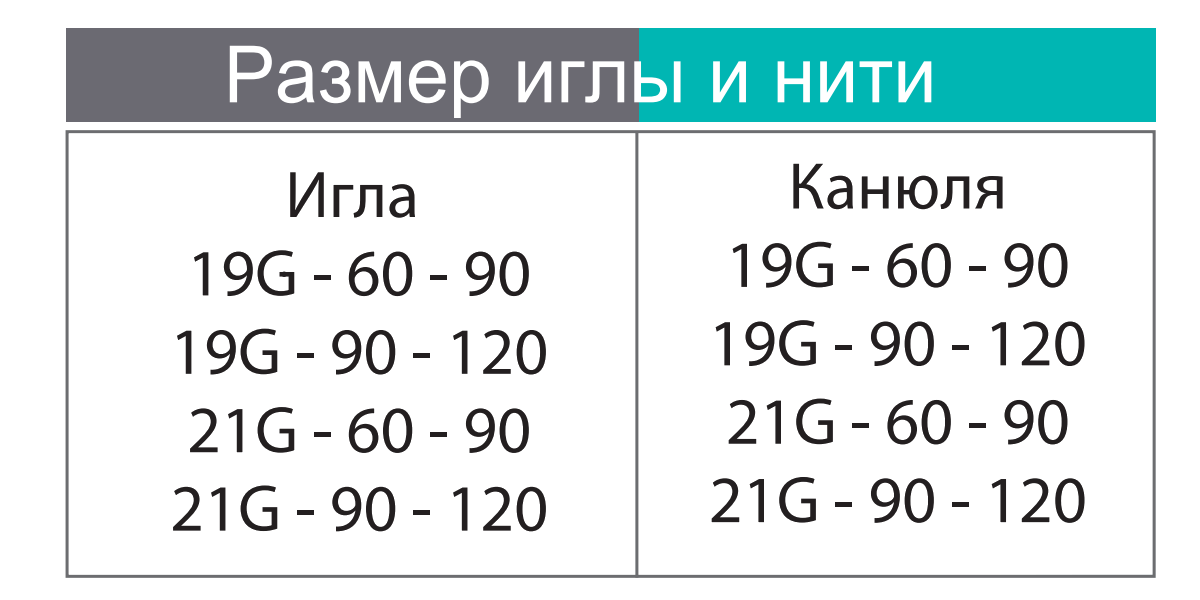 Размер иглы и нити
Игла
19G - 60 - 90
19G - 90 - 120
21G - 60 - 90
21G - 90 - 120
Канюля
19G - 60 - 90
19G - 90 - 120
21G - 60 - 90
21G - 90 - 120